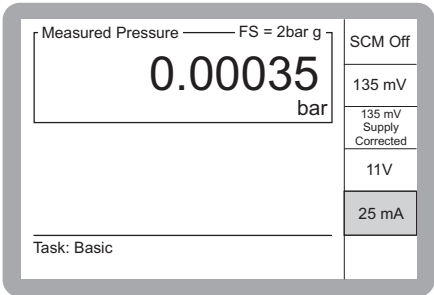 Measured Pressure FS = 2bar g
0.00035
bar
SCM Off
135 mV
135 mV
Supply
Corrected
11V
25 mA
Task: Basic